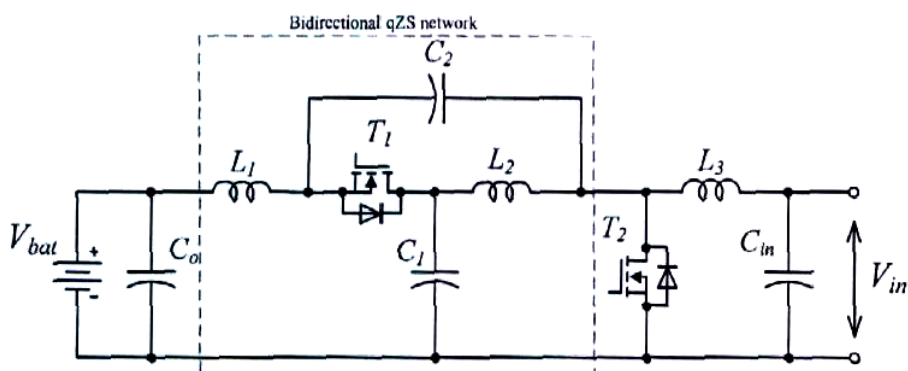 Bidirectional qZS network
C2
T1
L1
L2
L3
Vbat
+
-
Co
C1
T2
Cin
Vin